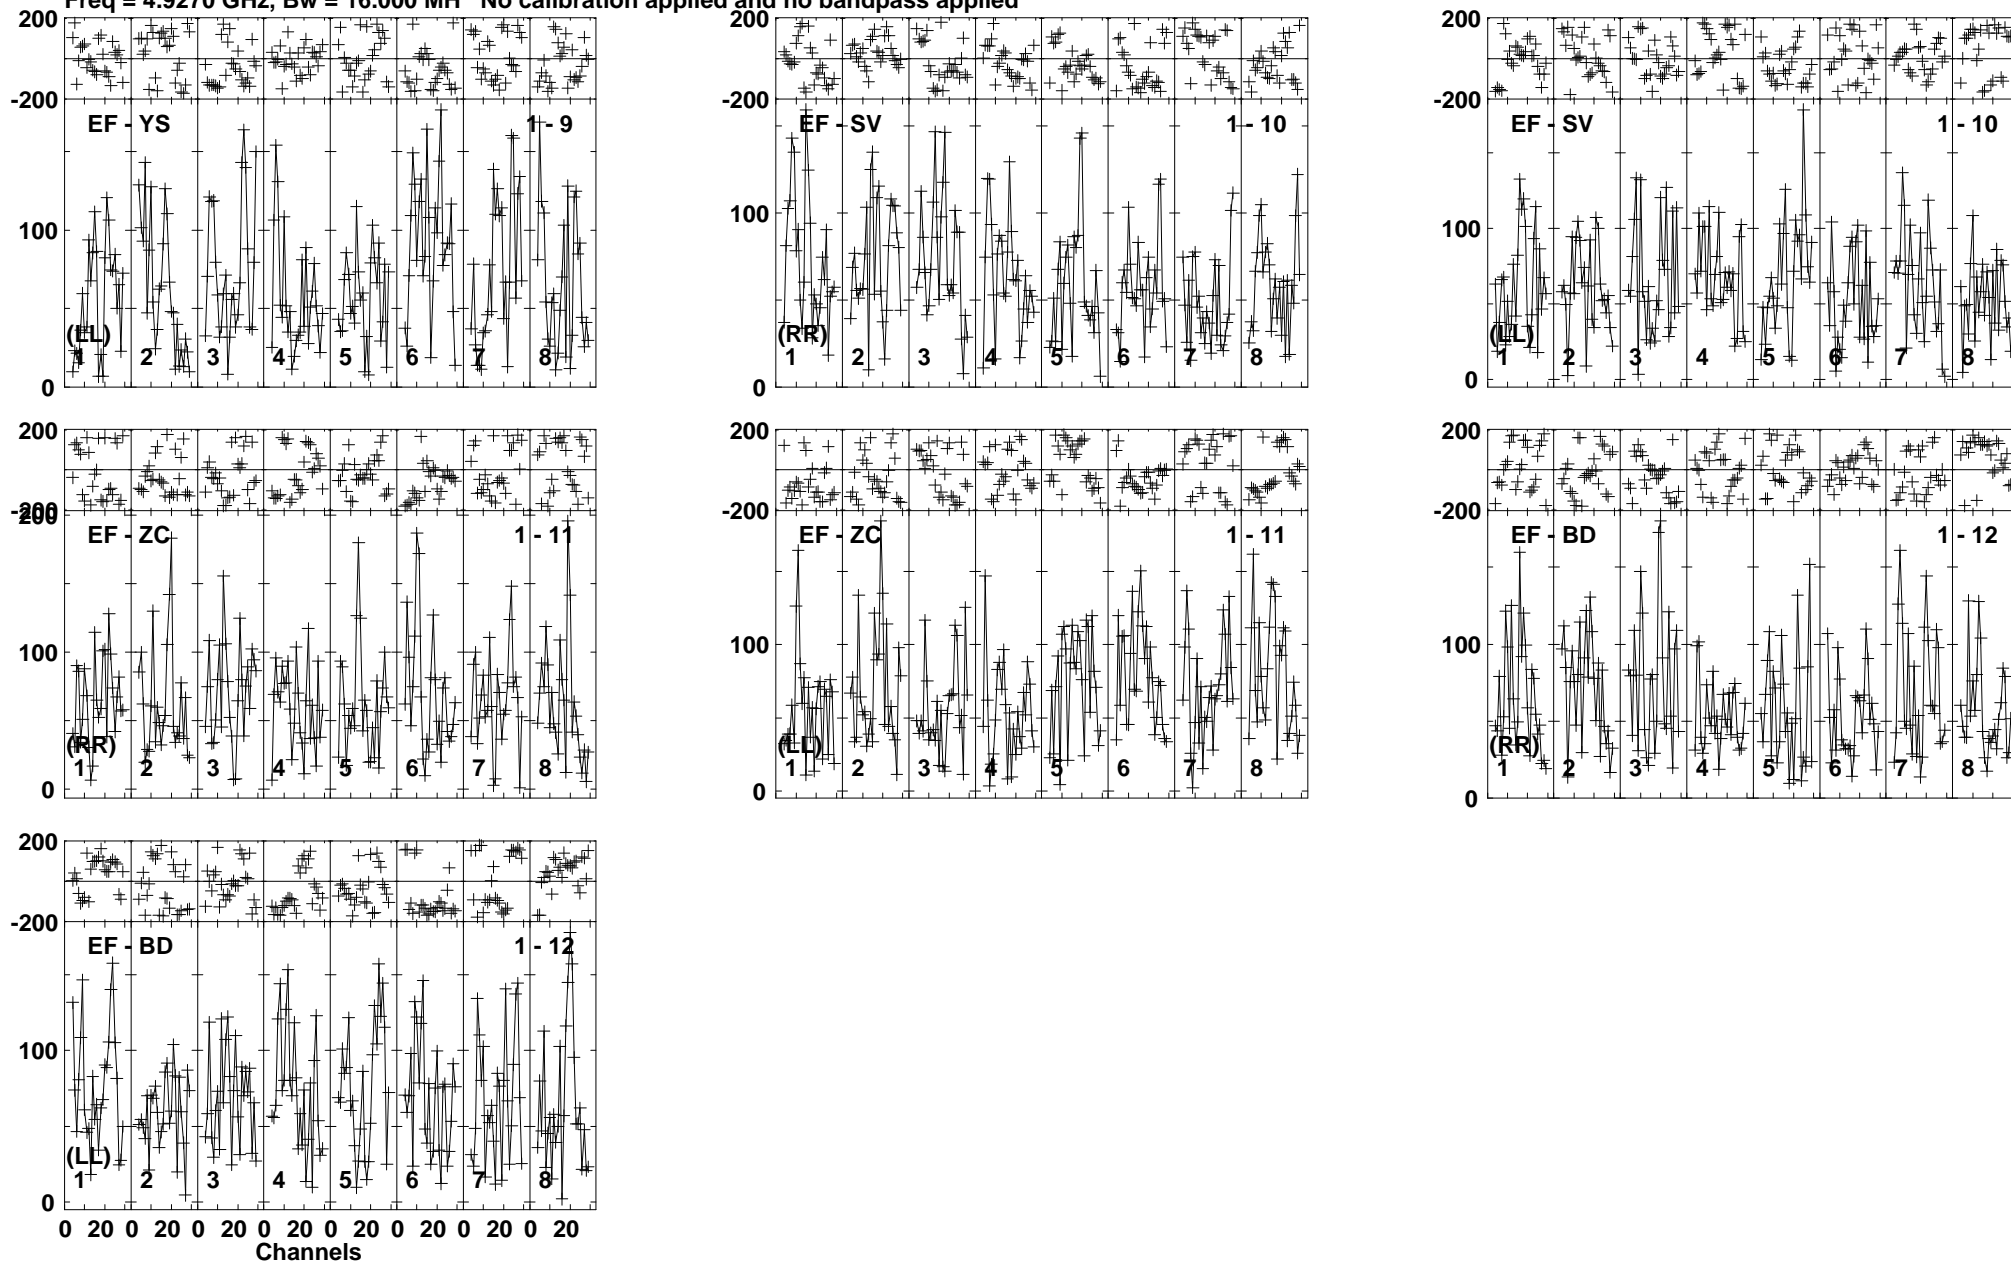 Freq = 4.9270 GHz, Bw = 16.000 MH No calibration applied and no bandpass applied
200
-200
EF - YS 1 - 9
100
(LL)
1 2 3 4 5 6 7 8
0
200
-200
EF - SV 1 - 10
100
(RR)
1 2 3 4 5 6 7 8
0
200
-200
EF - SV 1 - 10
100
(LL)
1 2 3 4 5 6 7 8
0
200
-200
200
EF - ZC 1 - 11
100
(RR)
1 2 3 4 5 6 7 8
0
200
-200
EF - ZC 1 - 11
100
(LL)
1 2 3 4 5 6 7 8
0
200
-200
EF - BD 1 - 12
100
(RR)
1 2 3 4 5 6 7 8
0
200
-200
EF - BD 1 - 12
100
(LL)
1 2 3 4 5 6 7 8
0
0 20 0 20 0 20 0 20 0 20 0 20 0 20 0 20
Channels